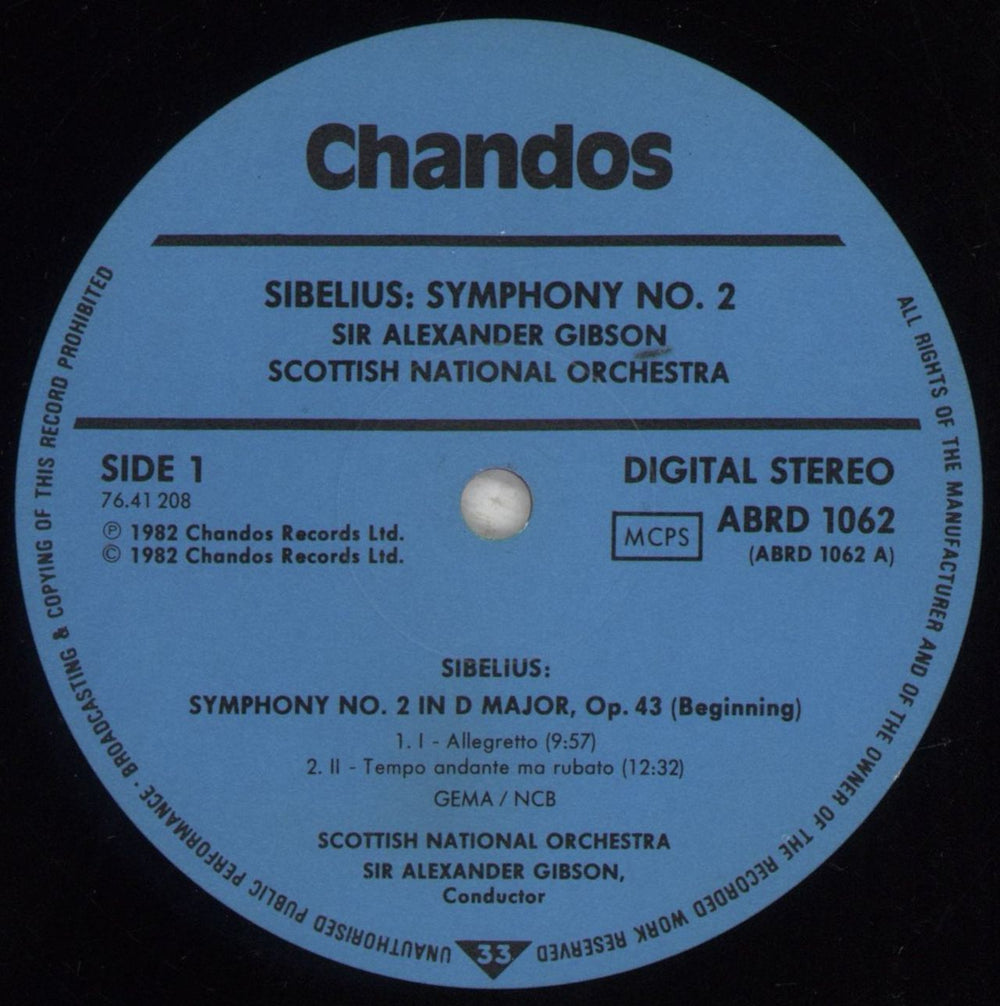 Chandos
SIBELIUS: SYMPHONY NO. 2
SIR ALEXANDER GIBSON
SCOTTISH NATIONAL ORCHESTRA
SIDE 1
76.41 208
℗ 1982 Chandos Records Ltd.
© 1982 Chandos Records Ltd.
DIGITAL STEREO
MCPS
ABRD 1062
(ABRD 1062 A)
SIBELIUS:
SYMPHONY NO. 2 IN D MAJOR, Op. 43 (Beginning)
1. I - Allegretto (9:57)
2. II - Tempo andante ma rubato (12:32)
GEMA / NCB
SCOTTISH NATIONAL ORCHESTRA
SIR ALEXANDER GIBSON,
Conductor
33
ALL RIGHTS OF THE MANUFACTURER AND OF THE OWNER OF THE RECORDED WORK RESERVED
UNAUTHORISED PUBLIC PERFORMANCE · BROADCASTING & COPYING OF THIS RECORD PROHIBITED